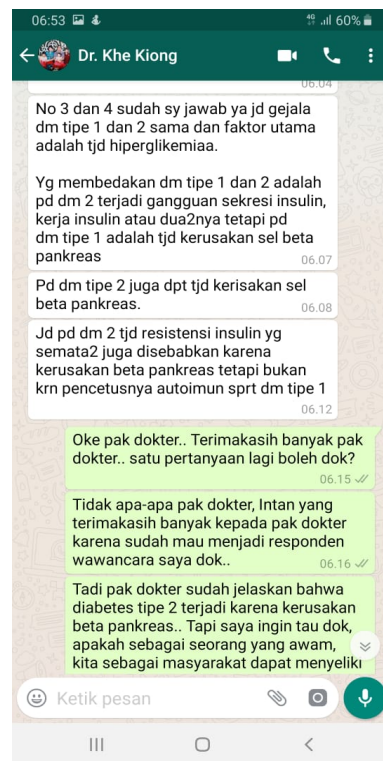 06:53 4G 60%
Dr. Khe Kiong
06.04
No 3 dan 4 sudah sy jawab ya jd gejala
dm tipe 1 dan 2 sama dan faktor utama
adalah tjd hiperglikemiaa.
Yg membedakan dm tipe 1 dan 2 adalah
pd dm 2 terjadi gangguan sekresi insulin,
kerja insulin atau dua2nya tetapi pd
dm tipe 1 adalah tjd kerusakan sel beta
pankreas
06.07
Pd dm tipe 2 juga dpt tjd kerisakan sel
beta pankreas.
06.08
Jd pd dm 2 tjd resistensi insulin yg
semata2 juga disebabkan karena
kerusakan beta pankreas tetapi bukan
krn pencetusnya autoimun sprt dm tipe 1
06.12
Oke pak dokter.. Terimakasih banyak pak
dokter.. satu pertanyaan lagi boleh dok?
06.15
Tidak apa-apa pak dokter, Intan yang
terimakasih banyak kepada pak dokter
karena sudah mau menjadi responden
wawancara saya dok..
06.16
Tadi pak dokter sudah jelaskan bahwa
diabetes tipe 2 terjadi karena kerusakan
beta pankreas.. Tapi saya ingin tau dok,
apakah sebagai seorang yang awam,
kita sebagai masyarakat dapat menyeliki
Ketik pesan